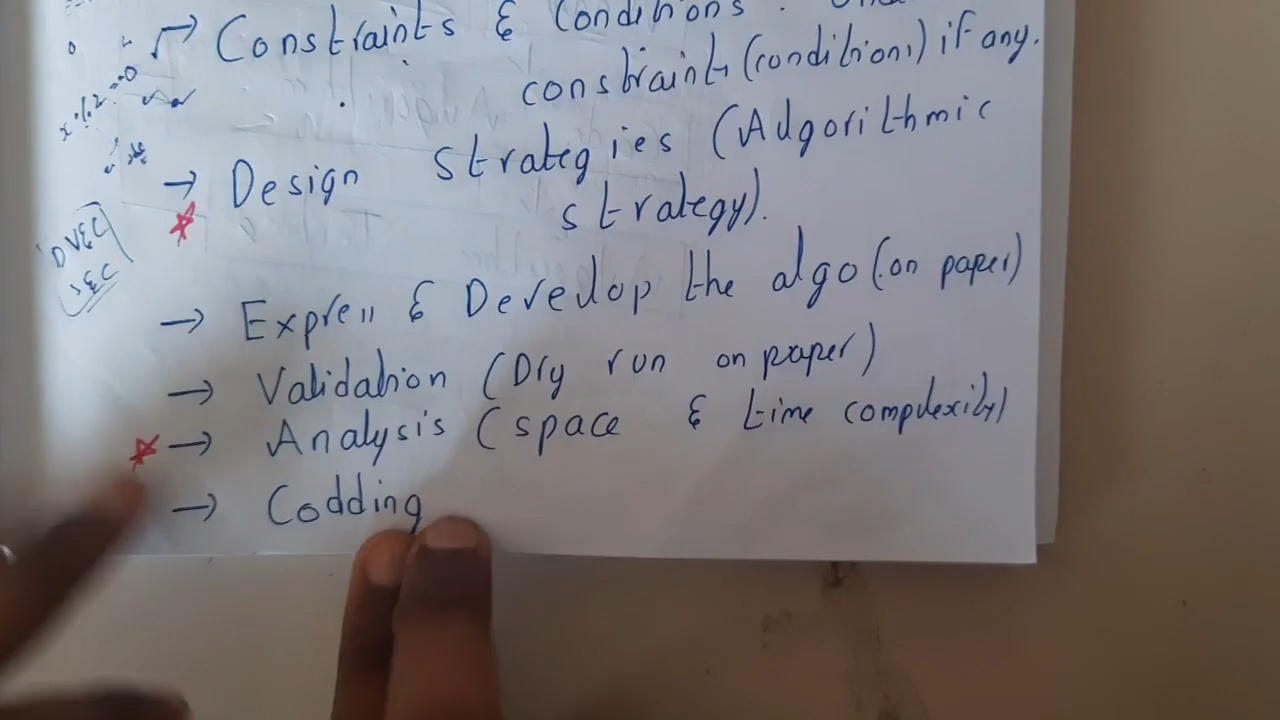 → Constraints & Conditions :
constraint (conditions) if any.
→ Design Strategies (Algorithmic
strategy).
→ Express & Develop the algo (on paper)
→ Validation (Dry run on paper)
→ Analysis (space & time complexity)
→ Codding